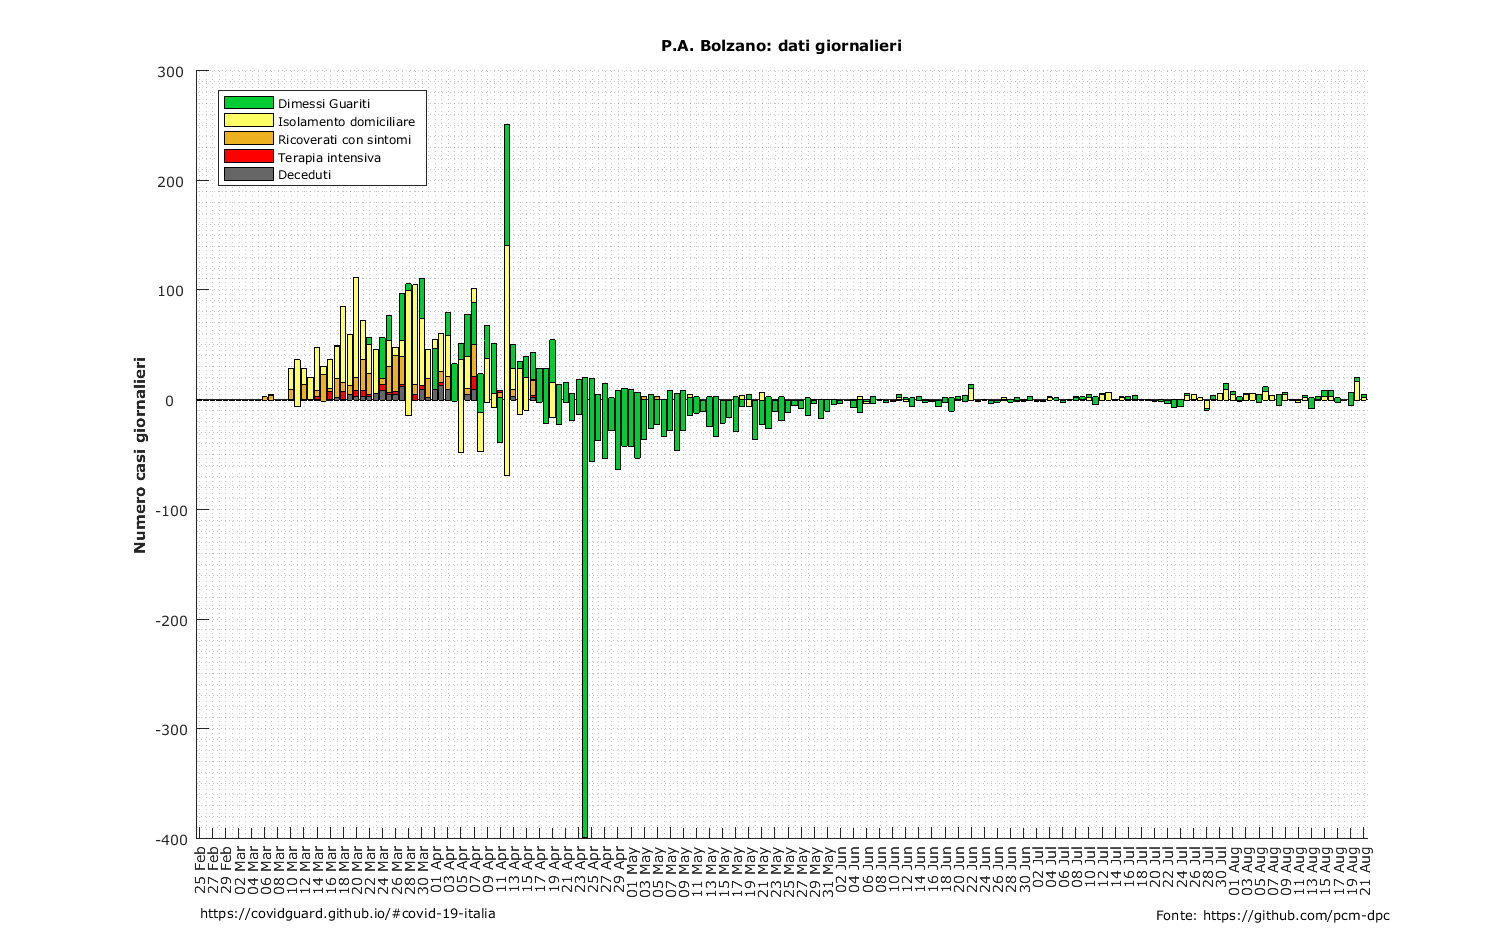 P.A. Bolzano: dati giornalieri
300
200
100
0
-100
-200
-300
-400
Numero casi giornalieri
Dimessi Guariti
Isolamento domiciliare
Ricoverati con sintomi
Terapia intensiva
Deceduti
25 Feb
27 Feb
29 Feb
02 Mar
04 Mar
06 Mar
08 Mar
10 Mar
12 Mar
14 Mar
16 Mar
18 Mar
20 Mar
22 Mar
24 Mar
26 Mar
28 Mar
30 Mar
01 Apr
03 Apr
05 Apr
07 Apr
09 Apr
11 Apr
13 Apr
15 Apr
17 Apr
19 Apr
21 Apr
23 Apr
25 Apr
27 Apr
29 Apr
01 May
03 May
05 May
07 May
09 May
11 May
13 May
15 May
17 May
19 May
21 May
23 May
25 May
27 May
29 May
31 May
02 Jun
04 Jun
06 Jun
08 Jun
10 Jun
12 Jun
14 Jun
16 Jun
18 Jun
20 Jun
22 Jun
24 Jun
26 Jun
28 Jun
30 Jun
02 Jul
04 Jul
06 Jul
08 Jul
10 Jul
12 Jul
14 Jul
16 Jul
18 Jul
20 Jul
22 Jul
24 Jul
26 Jul
28 Jul
30 Jul
01 Aug
03 Aug
05 Aug
07 Aug
09 Aug
11 Aug
13 Aug
15 Aug
17 Aug
19 Aug
21 Aug
https://covidguard.github.io/#covid-19-italia
Fonte: https://github.com/pcm-dpc